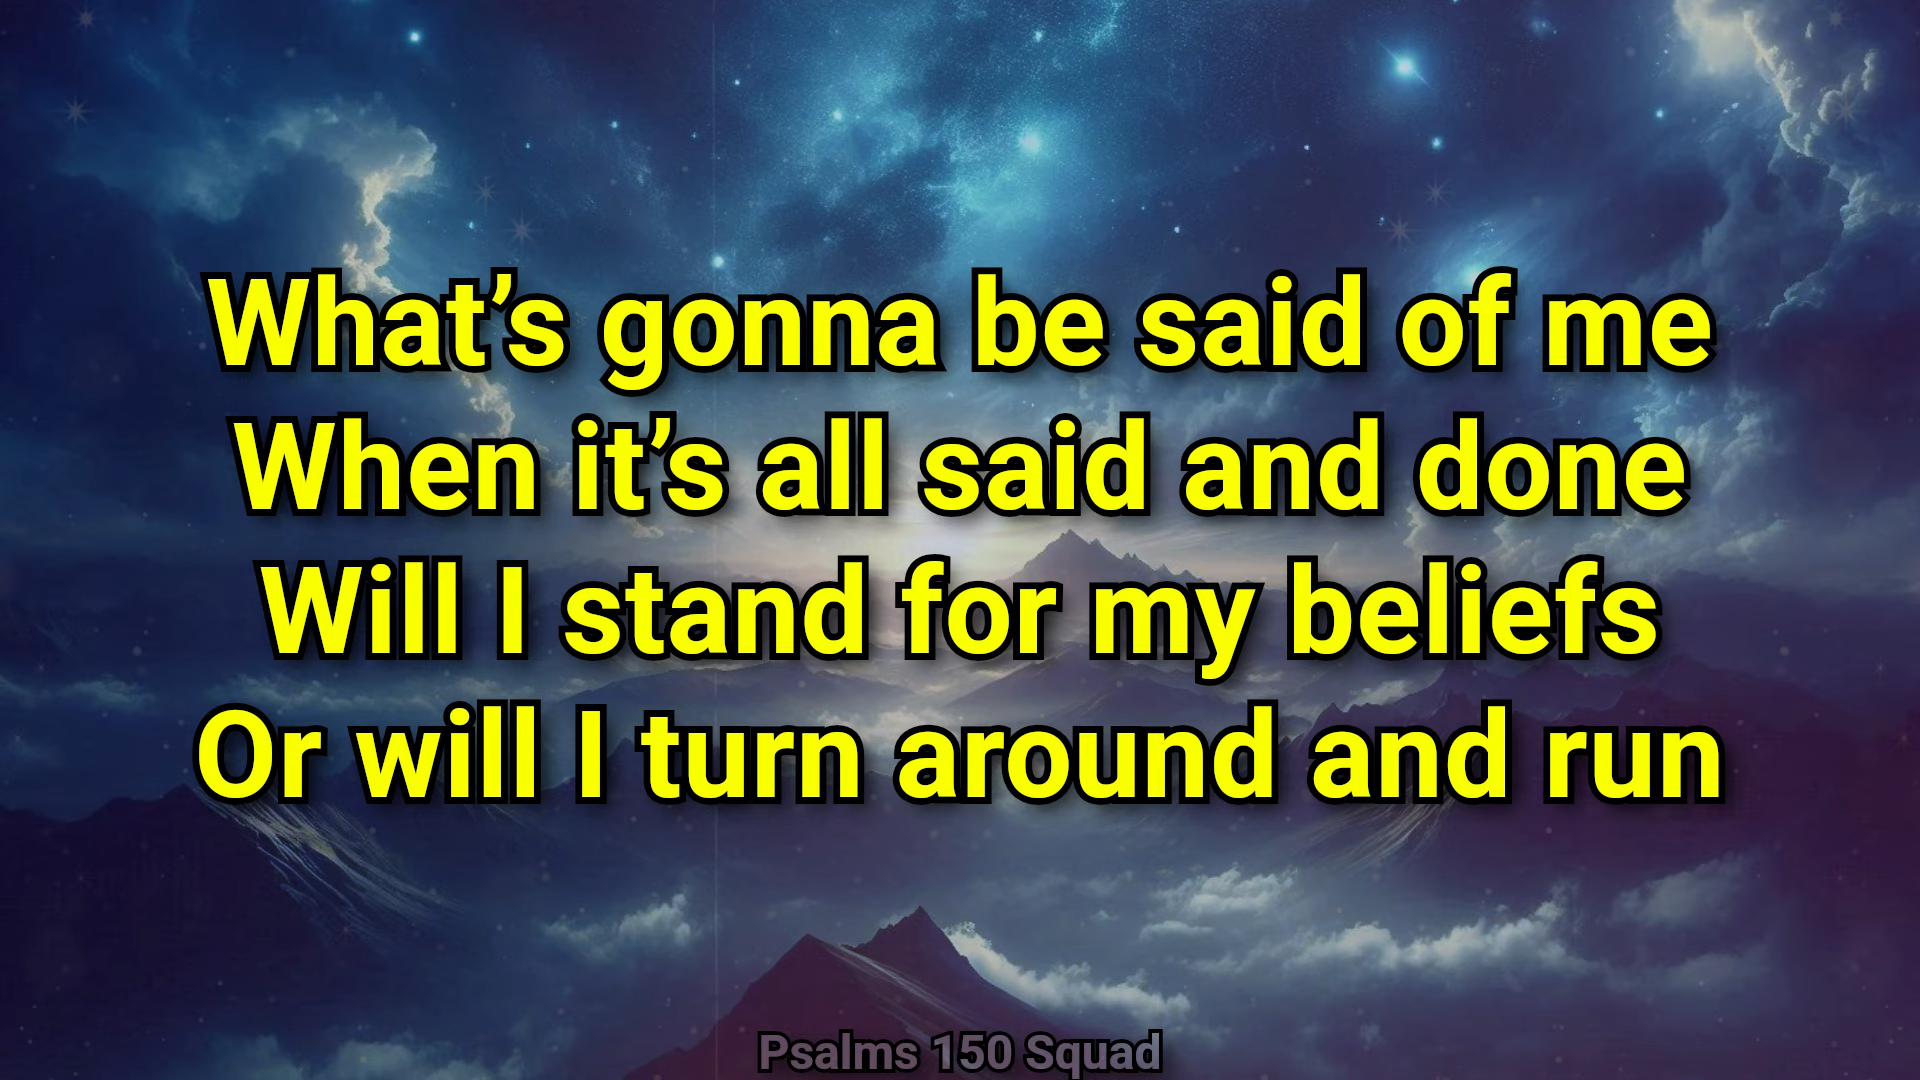 What’s gonna be said of me
When it’s all said and done
Will I stand for my beliefs
Or will I turn around and run
Psalms 150 Squad